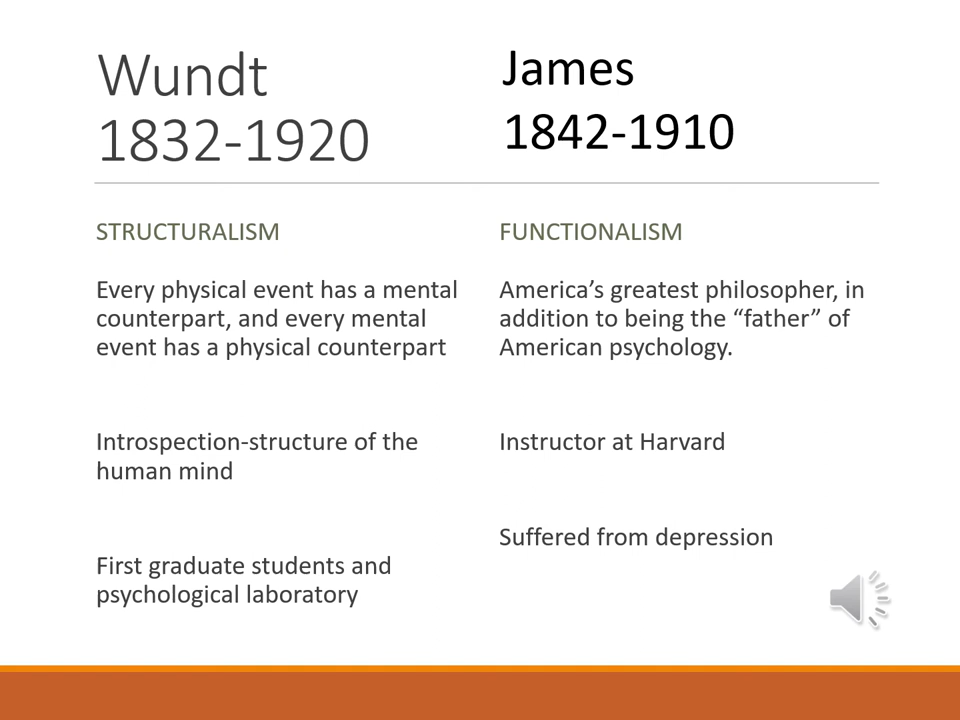 Wundt
1832-1920
James
1842-1910
STRUCTURALISM
Every physical event has a mental
counterpart, and every mental
event has a physical counterpart
Introspection-structure of the
human mind
First graduate students and
psychological laboratory
FUNCTIONALISM
America’s greatest philosopher, in
addition to being the “father” of
American psychology.
Instructor at Harvard
Suffered from depression